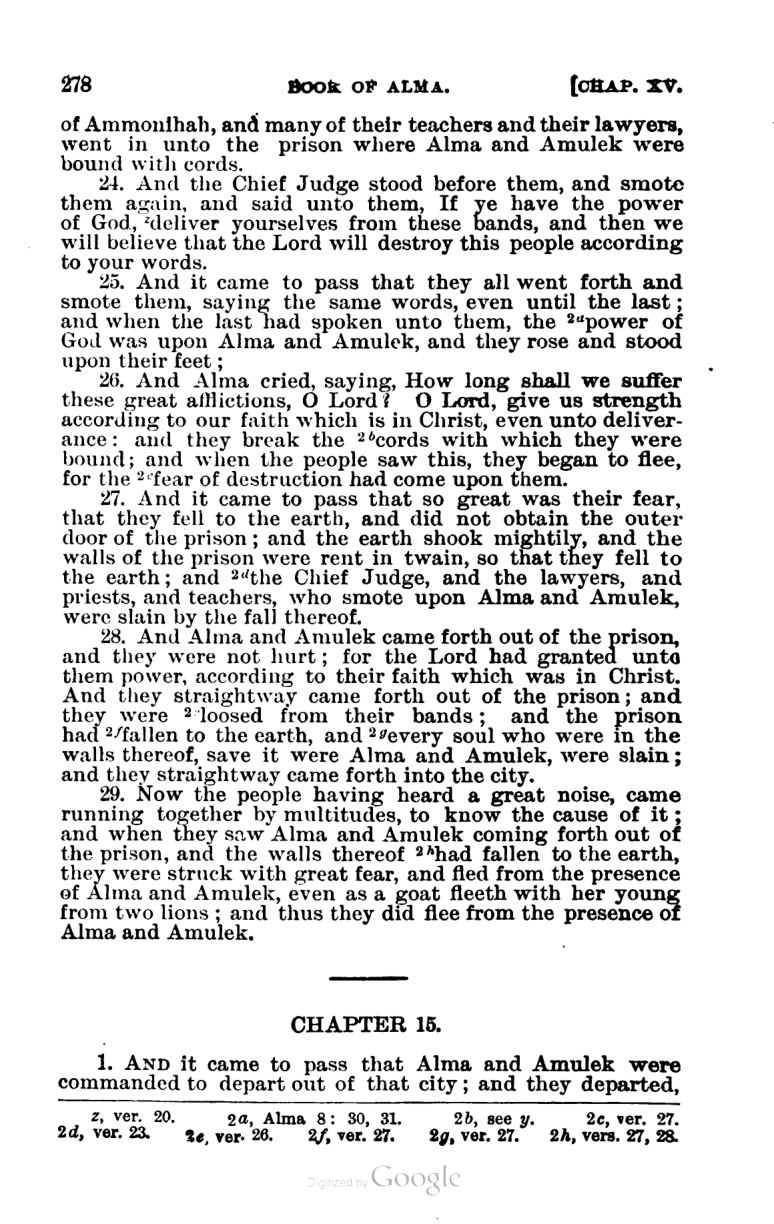 278 BOOK OF ALMA. [CHAP. XV.
of Ammonihah, and many of their teachers and their lawyers,
went in unto the prison where Alma and Amulek were
bound with cords.
24. And the Chief Judge stood before them, and smote
them again, and said unto them, If ye have the power
of God, zdeliver yourselves from these bands, and then we
will believe that the Lord will destroy this people according
to your words.
25. And it came to pass that they all went forth and
smote them, saying the same words, even until the last;
and when the last had spoken unto them, the 2apower of
God was upon Alma and Amulek, and they rose and stood
upon their feet;
26. And Alma cried, saying, How long shall we suffer
these great afflictions, O Lord? O Lord, give us strength
according to our faith which is in Christ, even unto deliver-
ance: and they break the 2bcords with which they were
bound; and when the people saw this, they began to flee,
for the 2cfear of destruction had come upon them.
27. And it came to pass that so great was their fear,
that they fell to the earth, and did not obtain the outer
door of the prison; and the earth shook mightily, and the
walls of the prison were rent in twain, so that they fell to
the earth; and 2dthe Chief Judge, and the lawyers, and
priests, and teachers, who smote upon Alma and Amulek,
were slain by the fall thereof.
28. And Alma and Amulek came forth out of the prison,
and they were not hurt; for the Lord had granted unto
them power, according to their faith which was in Christ.
And they straightway came forth out of the prison; and
they were 2eloosed from their bands; and the prison
had 2ffallen to the earth, and 2gevery soul who were in the
walls thereof, save it were Alma and Amulek, were slain;
and they straightway came forth into the city.
29. Now the people having heard a great noise, came
running together by multitudes, to know the cause of it;
and when they saw Alma and Amulek coming forth out of
the prison, and the walls thereof 2hhad fallen to the earth,
they were struck with great fear, and fled from the presence
of Alma and Amulek, even as a goat fleeth with her young
from two lions; and thus they did flee from the presence of
Alma and Amulek.
CHAPTER 15.
1. AND it came to pass that Alma and Amulek were
commanded to depart out of that city; and they departed,
z, ver. 20. 2a, Alma 8: 30, 31. 2b, see y. 2c, ver. 27.
2d, ver. 23. 2e, ver. 26. 2f, ver. 27. 2g, ver. 27. 2h, vers. 27, 28.
Digitized by Google